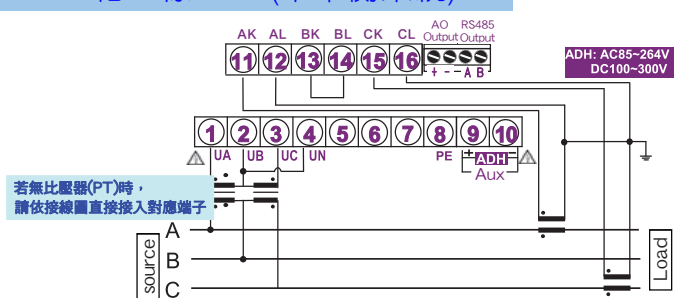 AK AL BK BL CK CL
AO Output
RS485 Output
11 12 13 14 15 16
+ - - A B
ADH: AC85~264V
DC100~300V
1 2 3 4 5 6 7 8 9 10
UA UB UC UN PE + ADH -
Aux
若無比壓器(PT)時，
請依接線圖直接接入對應端子
source
A
B
C
Load